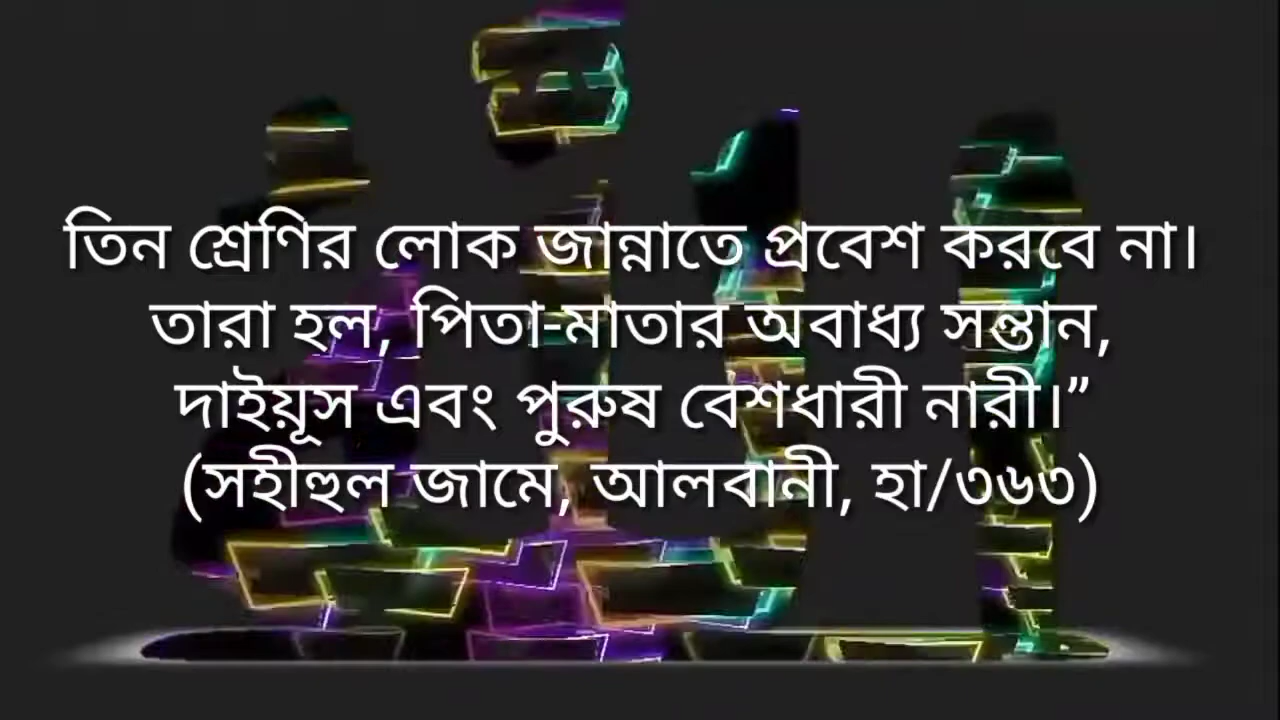 তিন শ্রেণির লোক জান্নাতে প্রবেশ করবে না।
তারা হল, পিতা-মাতার অবাধ্য সন্তান,
দাইয়ূস এবং পুরুষ বেশধারী নারী।”
(সহীহুল জামে, আলবানী, হা/৩৬৩)